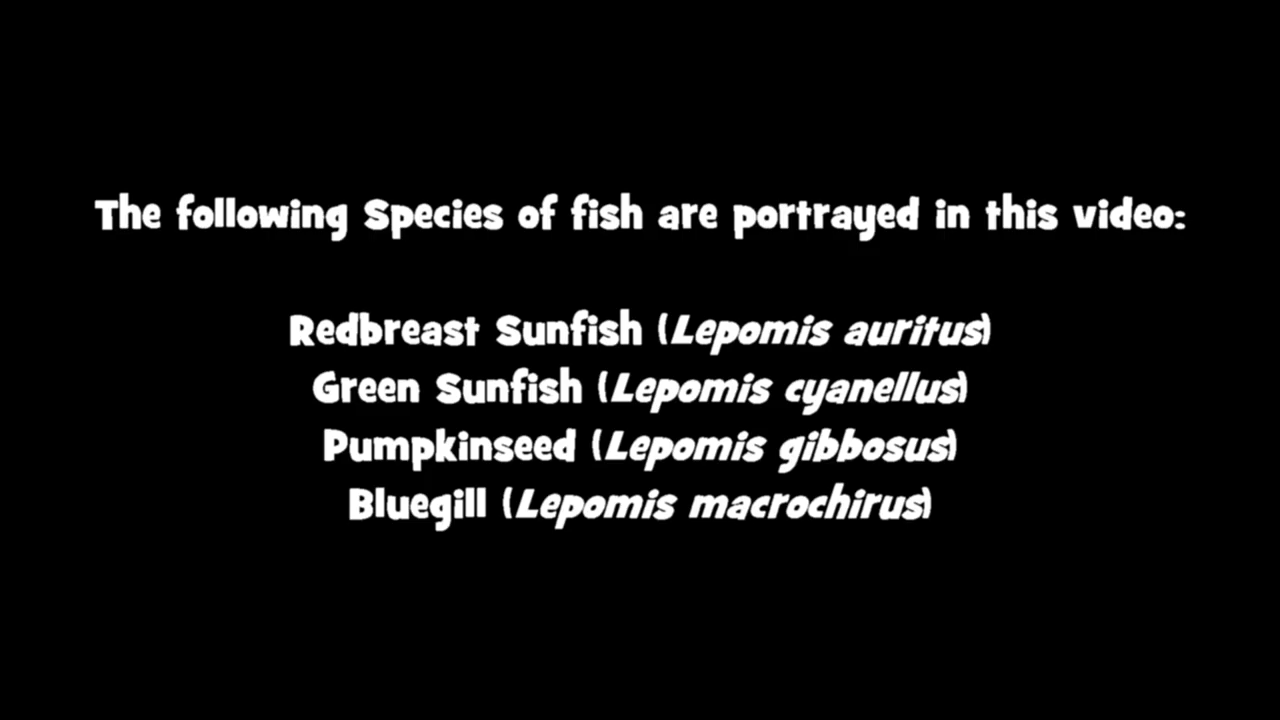 The following Species of fish are portrayed in this video:
Redbreast Sunfish (Lepomis auritus)
Green Sunfish (Lepomis cyanellus)
Pumpkinseed (Lepomis gibbosus)
Bluegill (Lepomis macrochirus)